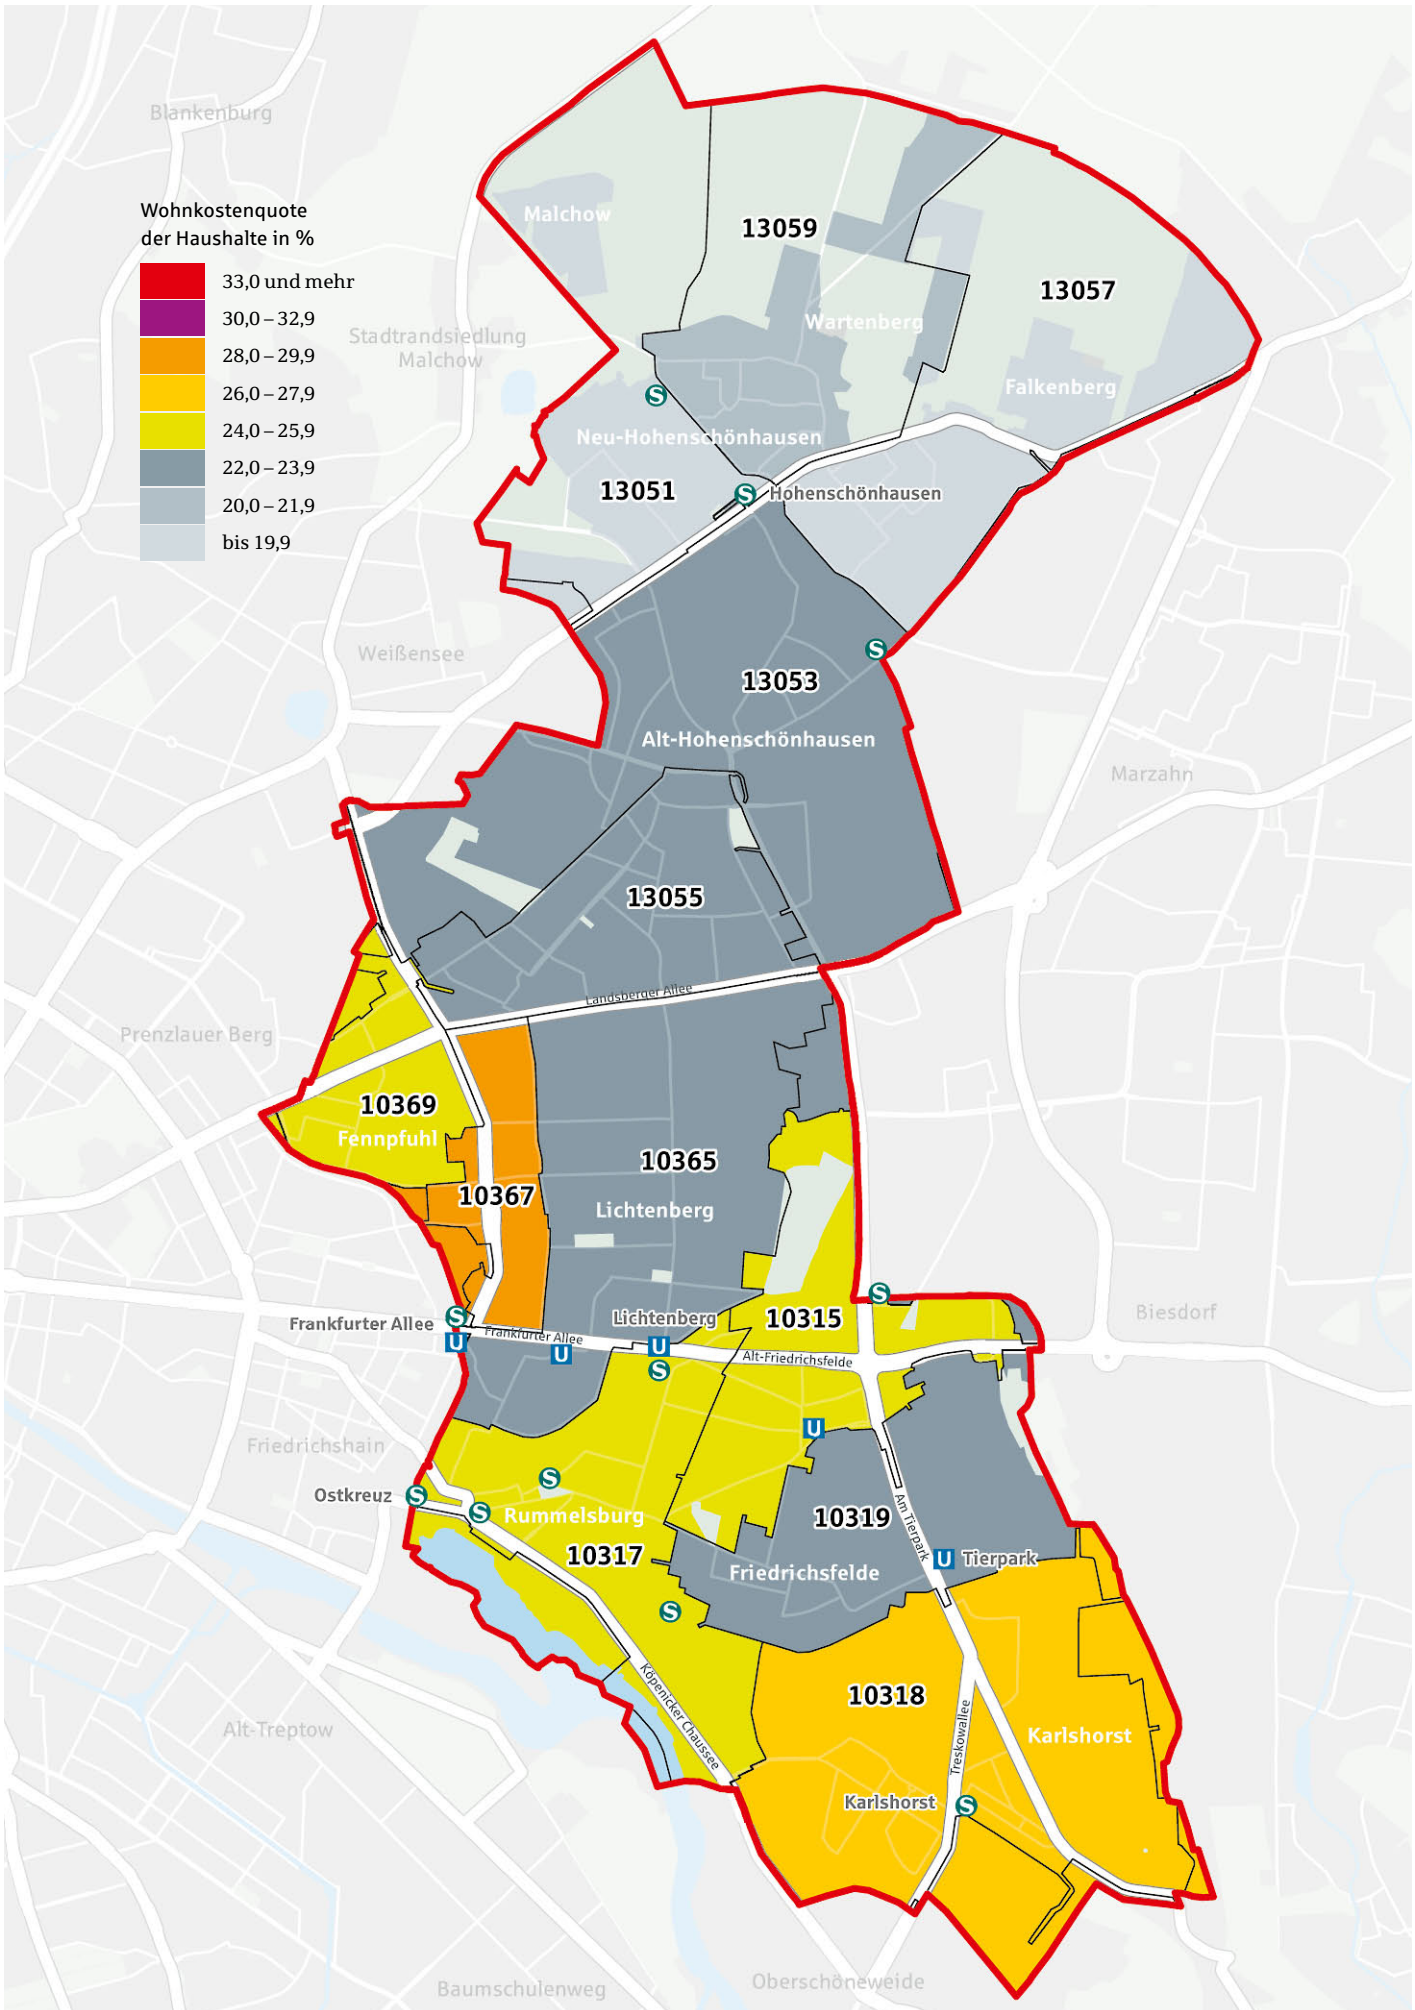 Blankenburg
Wohnkostenquote
der Haushalte in %
33,0 und mehr
30,0 – 32,9
28,0 – 29,9
26,0 – 27,9
24,0 – 25,9
22,0 – 23,9
20,0 – 21,9
bis 19,9
Malchow
13059
13057
Stadtrandsiedlung
Malchow
Wartenberg
Falkenberg
S
Neu-Hohenschönhausen
13051
S Hohenschönhausen
Weißensee
S
13053
Alt-Hohenschönhausen
Marzahn
13055
Landsberger Allee
Prenzlauer Berg
10369
Fennpfuhl
10365
10367
Lichtenberg
S
Biesdorf
Frankfurter Allee S
U
Frankfurter Allee
U
Lichtenberg
U
S
10315
Alt-Friedrichsfelde
U
Friedrichshain
S
Ostkreuz S
S
Rummelsburg
10317
10319
Am Tierpark
U Tierpark
Friedrichsfelde
S
Köpenicker Chaussee
10318
Treskowallee
Karlshorst
Alt-Treptow
Karlshorst S
Baumschulenweg
Oberschöneweide